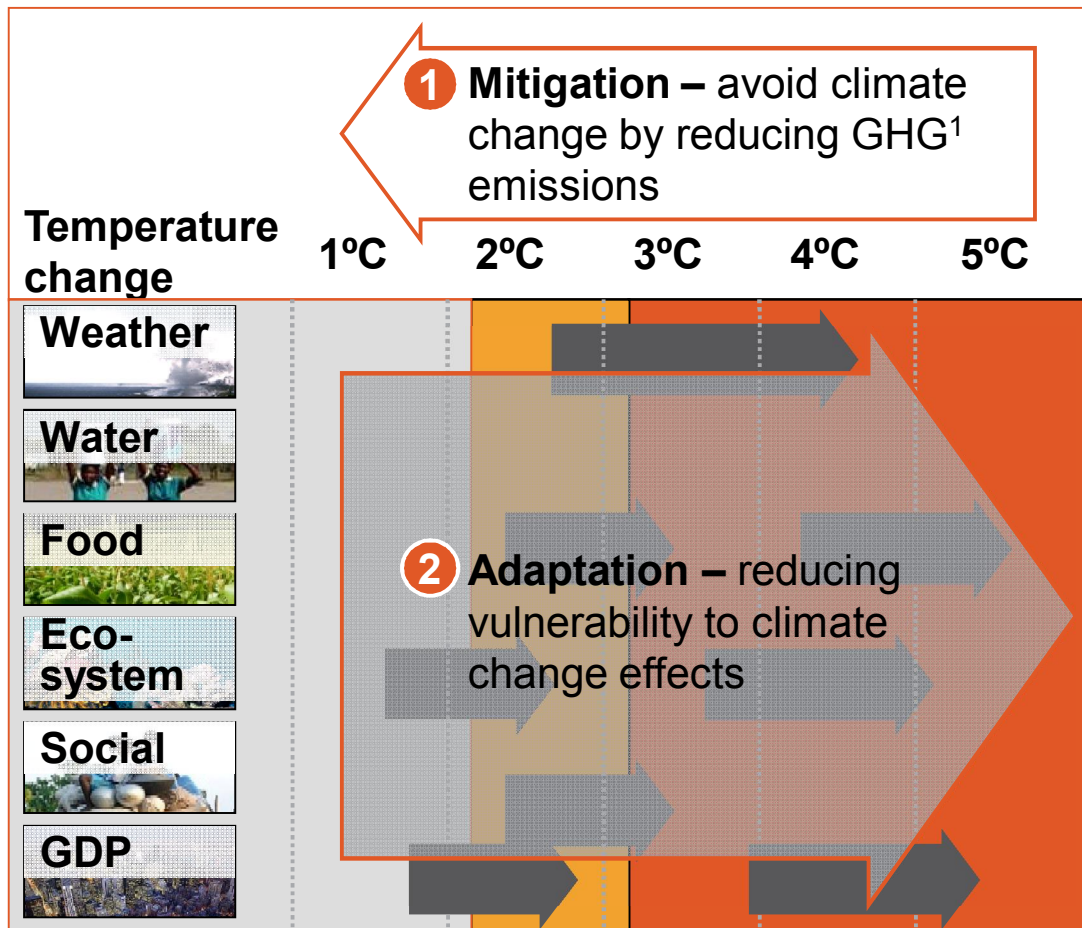 1 Mitigation – avoid climate
change by reducing GHG¹
emissions
Temperature
change
1ºC 2ºC 3ºC 4ºC 5ºC
Weather
Water
Food
Eco-
system
Social
GDP
2 Adaptation – reducing
vulnerability to climate
change effects